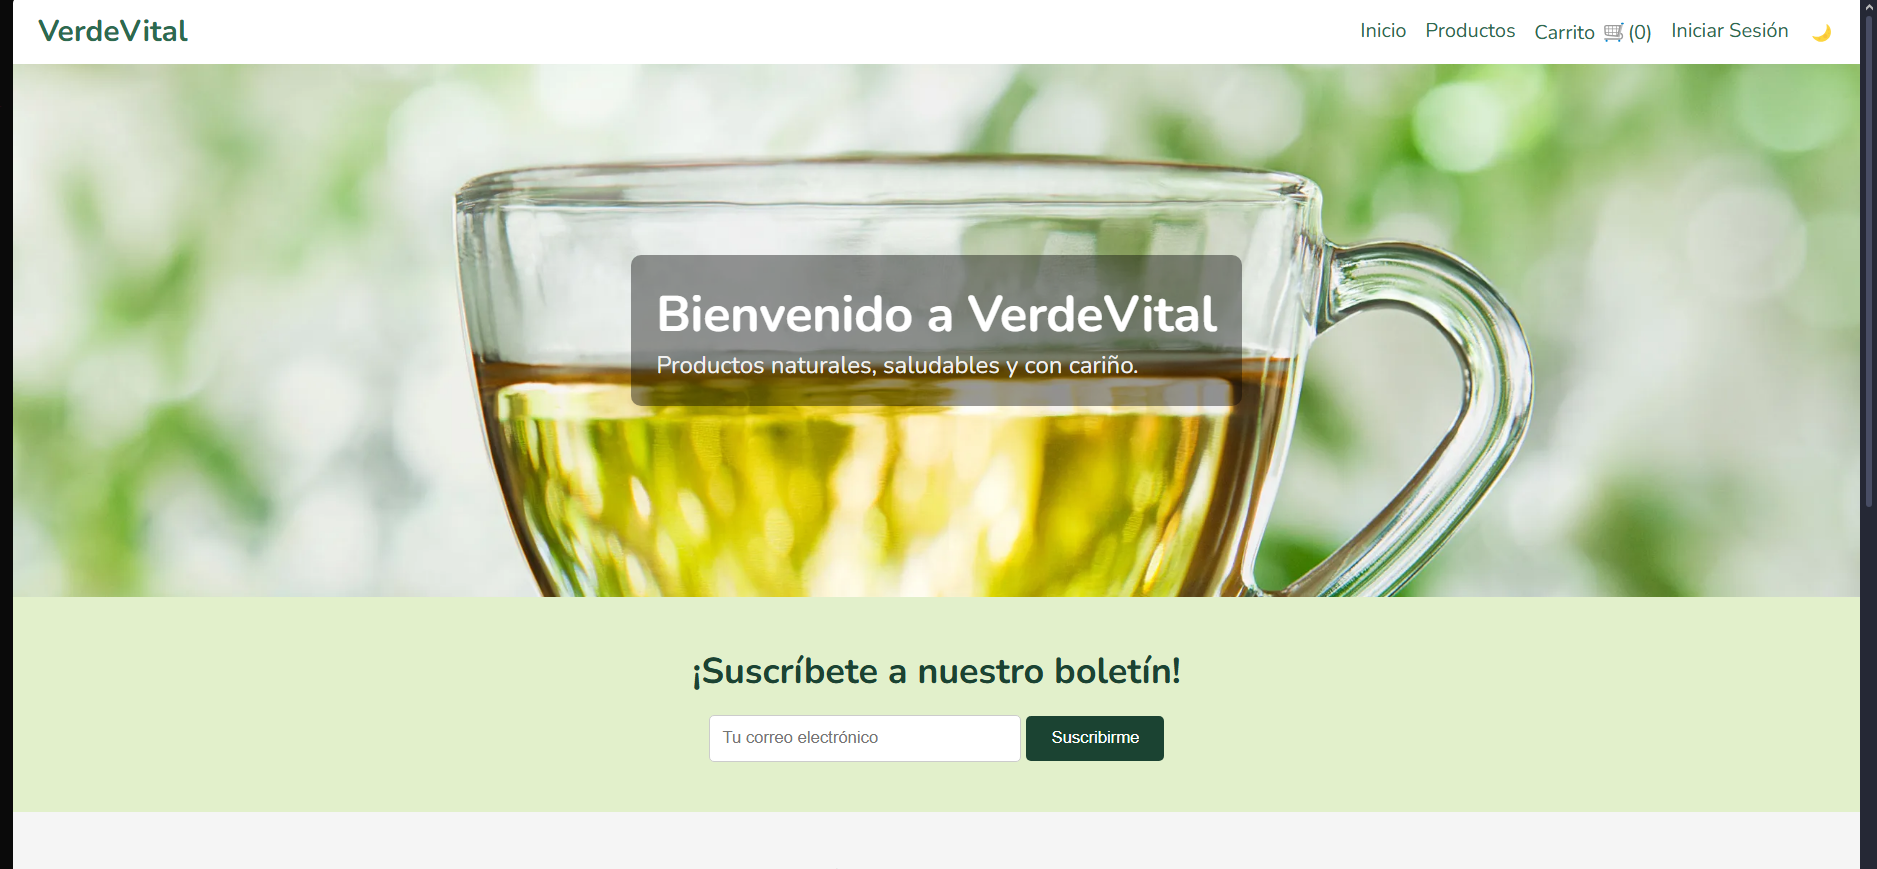 VerdeVital
Inicio Productos Carrito 🛒(0) Iniciar Sesión 🌙
Bienvenido a VerdeVital
Productos naturales, saludables y con cariño.
¡Suscríbete a nuestro boletín!
Tu correo electrónico Suscribirme